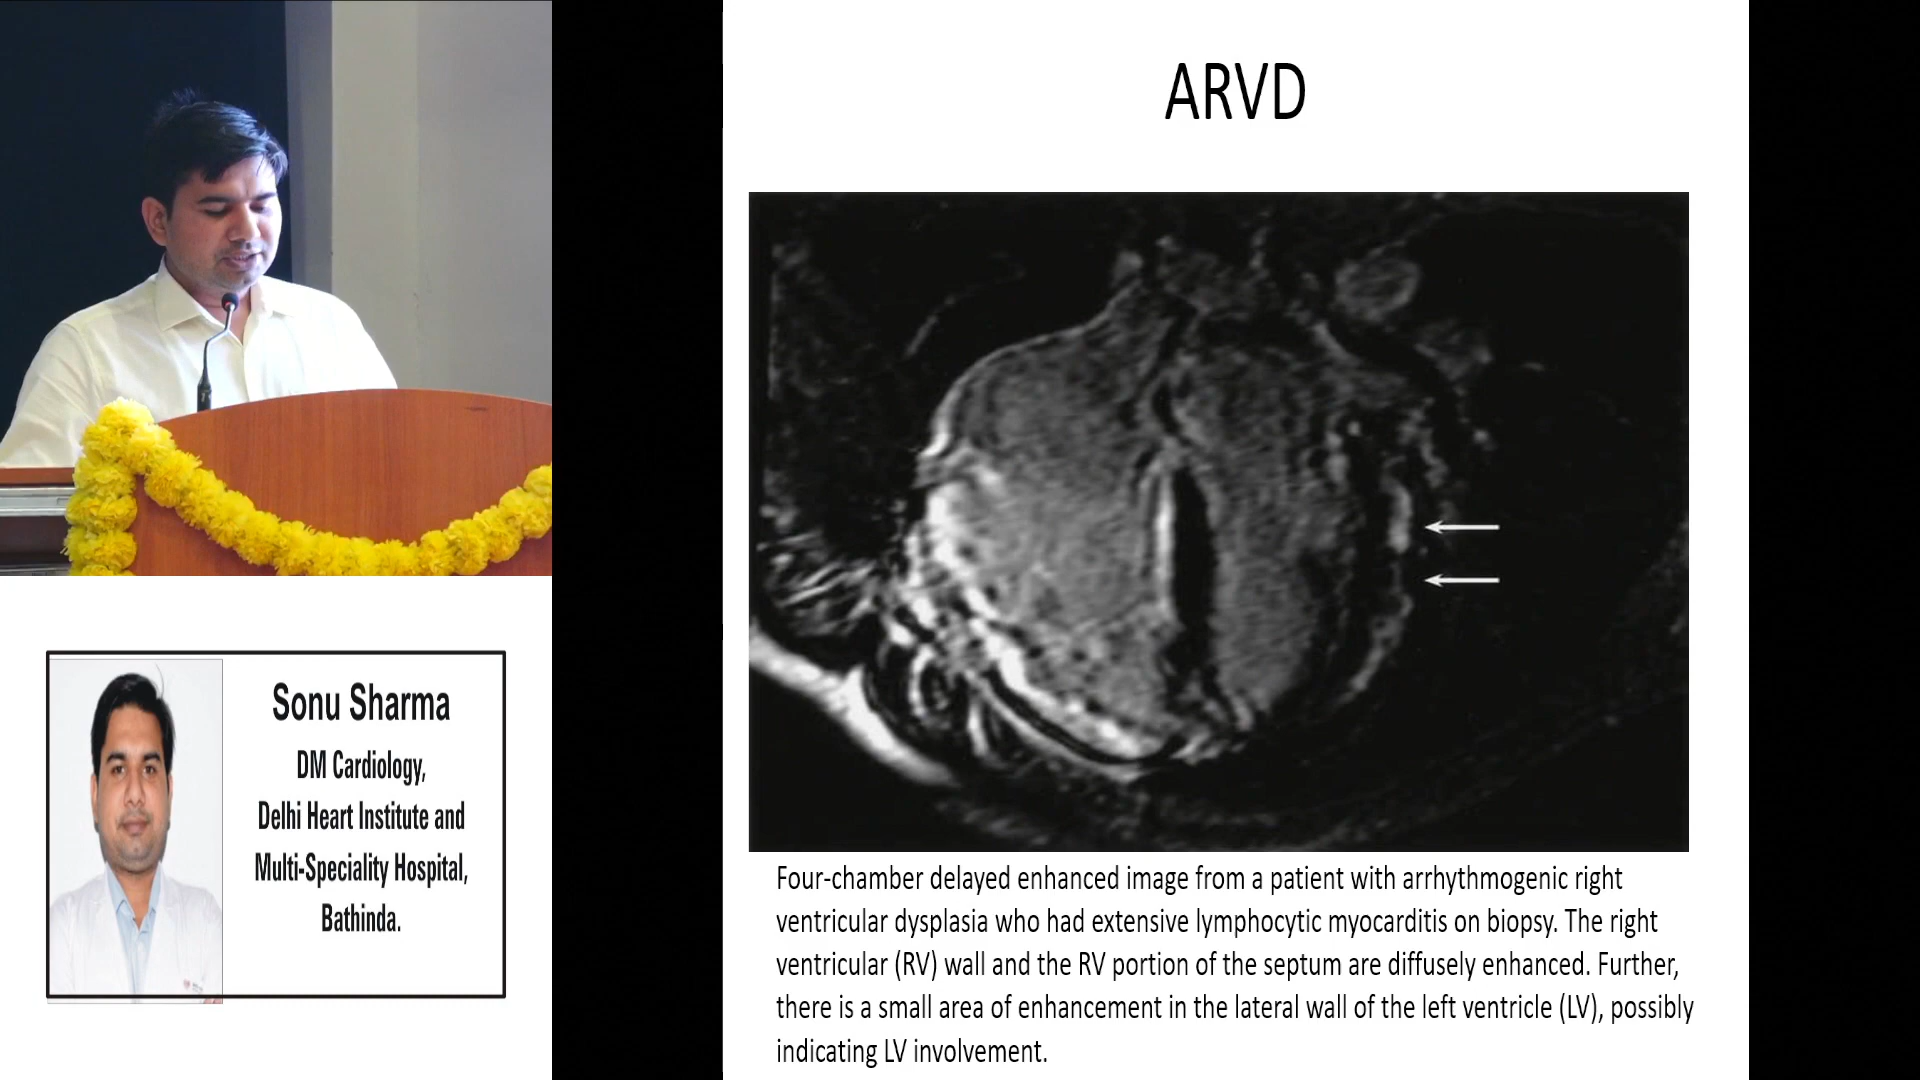 ARVD
Four-chamber delayed enhanced image from a patient with arrhythmogenic right
ventricular dysplasia who had extensive lymphocytic myocarditis on biopsy. The right
ventricular (RV) wall and the RV portion of the septum are diffusely enhanced. Further,
there is a small area of enhancement in the lateral wall of the left ventricle (LV), possibly
indicating LV involvement.
Sonu Sharma
DM Cardiology,
Delhi Heart Institute and
Multi-Speciality Hospital,
Bathinda.